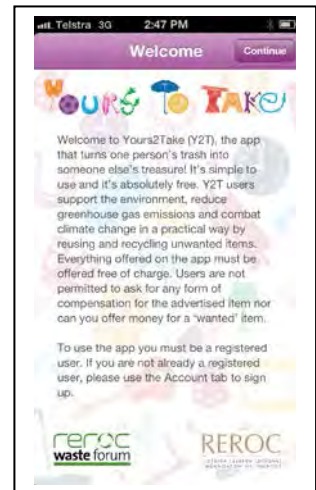 Telstra 3G 2:47 PM
Welcome
Continue
YOURS TO TAKE
Welcome to Yours2Take (Y2T), the app
that turns one person's trash into
someone else's treasure! It's simple to
use and it's absolutely free. Y2T users
support the environment, reduce
greenhouse gas emissions and combat
climate change in a practical way by
reusing and recycling unwanted items.
Everything offered on the app must be
offered free of charge. Users are not
permitted to ask for any form of
compensation for the advertised item nor
can you offer money for a 'wanted' item.
To use the app you must be a registered
user. If you are not already a registered
user, please use the Account tab to sign
up.
reroc
waste forum
REROC